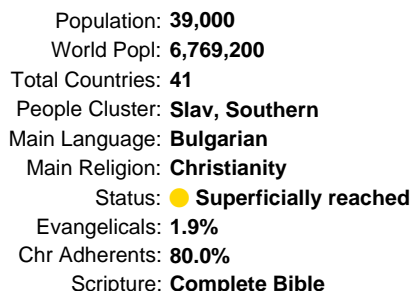 Population: 39,000
World Popl: 6,769,200
Total Countries: 41
People Cluster: Slav, Southern
Main Language: Bulgarian
Main Religion: Christianity
Status: Superficially reached
Evangelicals: 1.9%
Chr Adherents: 80.0%
Scripture: Complete Bible